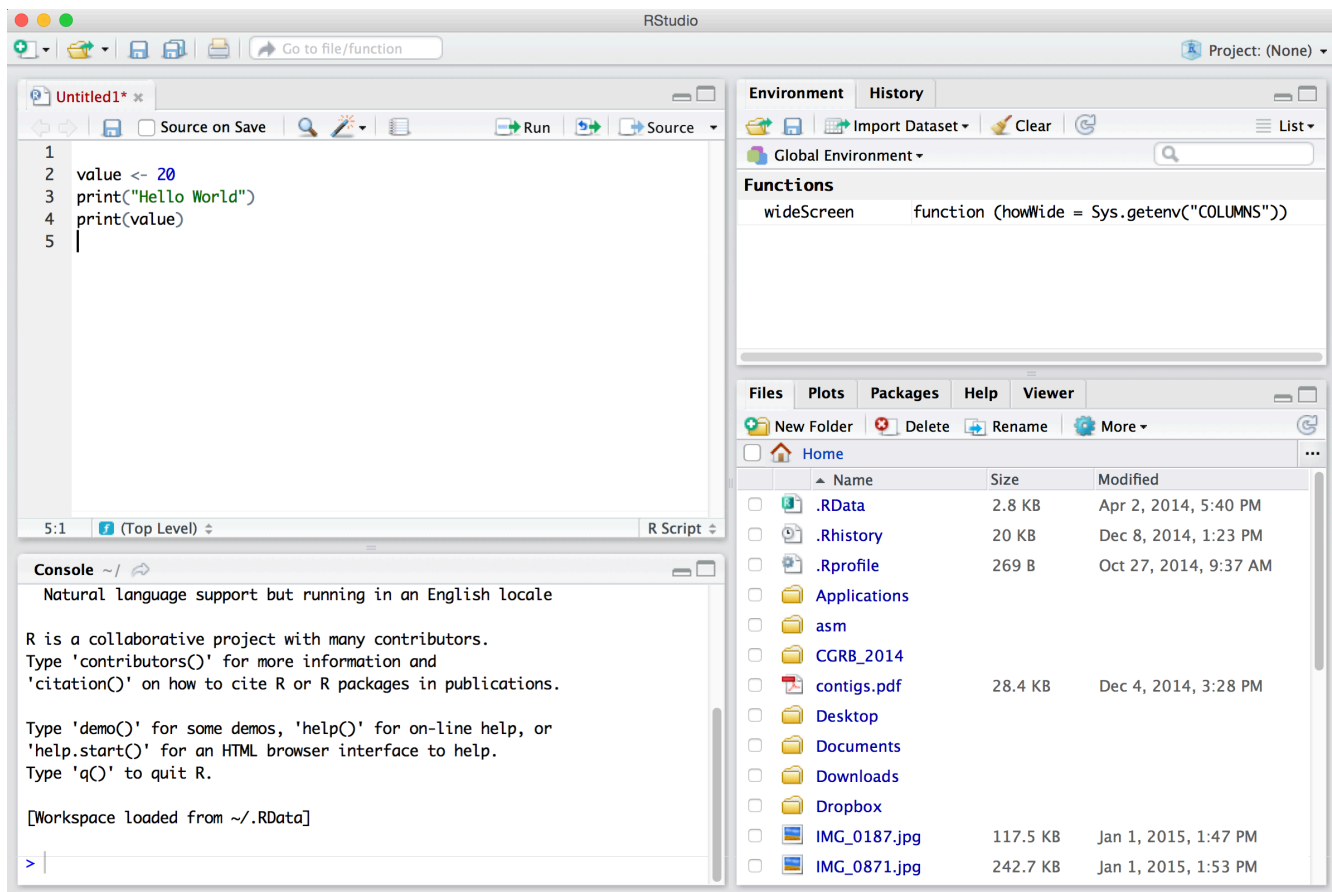 RStudio
Go to file/function
Project: (None)
Untitled1*
Source on Save
Run
Source
1
2 value <- 20
3 print("Hello World")
4 print(value)
5
5:1 (Top Level) R Script
Console ~/
Natural language support but running in an English locale
R is a collaborative project with many contributors.
Type 'contributors()' for more information and
'citation()' on how to cite R or R packages in publications.
Type 'demo()' for some demos, 'help()' for on-line help, or
'help.start()' for an HTML browser interface to help.
Type 'q()' to quit R.
[Workspace loaded from ~/.RData]
>
Environment History
Import Dataset Clear List
Global Environment
Functions
wideScreen function (howWide = Sys.getenv("COLUMNS"))
Files Plots Packages Help Viewer
New Folder Delete Rename More
Home ...
Name Size Modified
.RData 2.8 KB Apr 2, 2014, 5:40 PM
.Rhistory 20 KB Dec 8, 2014, 1:23 PM
.Rprofile 269 B Oct 27, 2014, 9:37 AM
Applications
asm
CGRB_2014
contigs.pdf 28.4 KB Dec 4, 2014, 3:28 PM
Desktop
Documents
Downloads
Dropbox
IMG_0187.jpg 117.5 KB Jan 1, 2015, 1:47 PM
IMG_0871.jpg 242.7 KB Jan 1, 2015, 1:53 PM